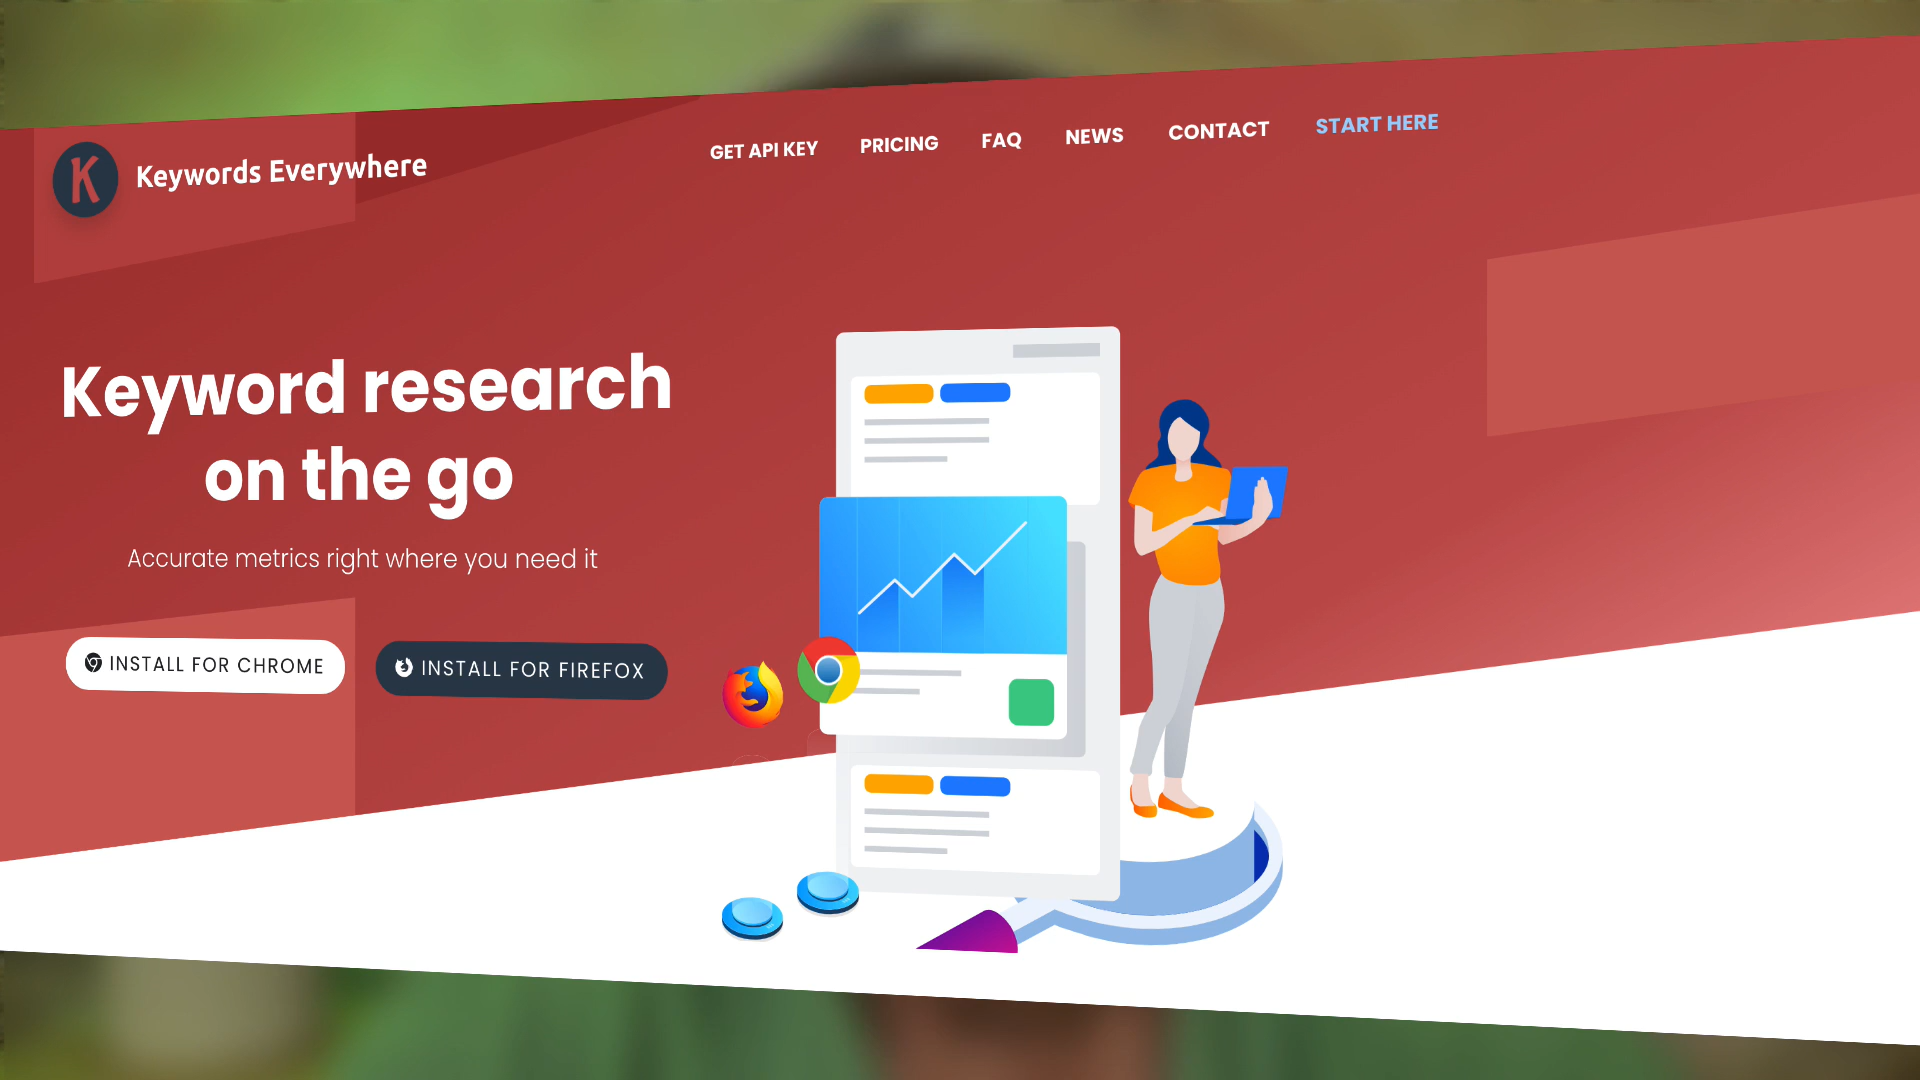 Keywords Everywhere
GET API KEY
PRICING
FAQ
NEWS
CONTACT
START HERE
Keyword research
on the go
Accurate metrics right where you need it
INSTALL FOR CHROME
INSTALL FOR FIREFOX